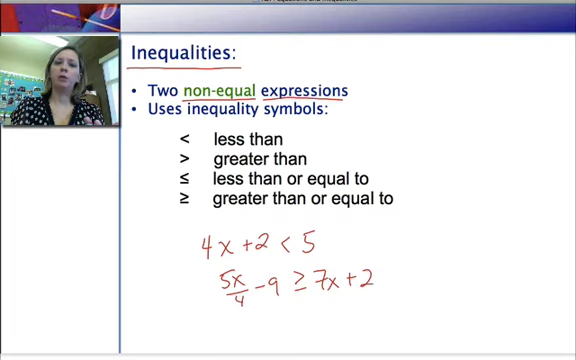 Inequalities:
• Two non-equal expressions
• Uses inequality symbols:
< less than
> greater than
≤ less than or equal to
≥ greater than or equal to
4x + 2 < 5
5x/4 - 9 ≥ 7x + 2